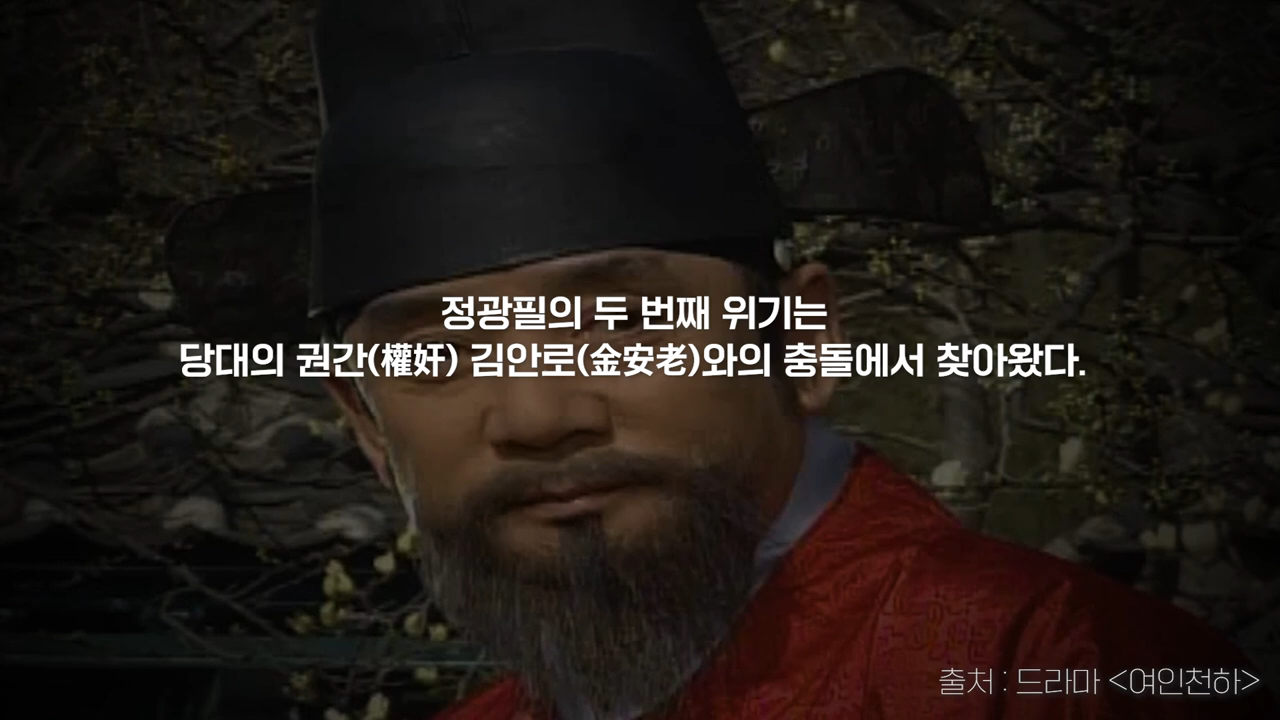 정광필의 두 번째 위기는
당대의 권간(權奸) 김안로(金安老)와의 충돌에서 찾아왔다.
출처 : 드라마 <여인천하>